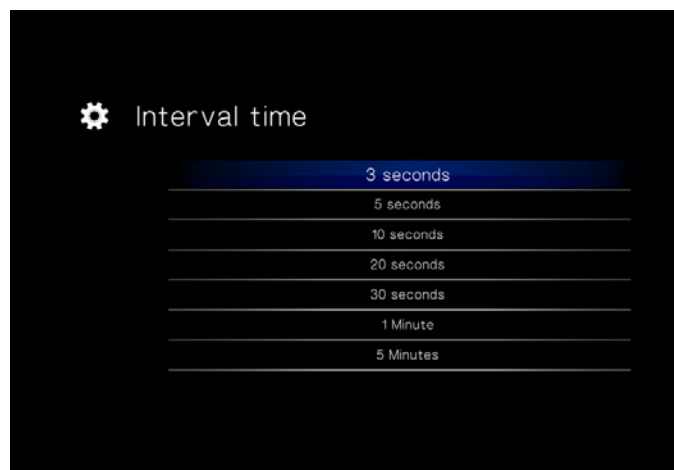 Interval time
3 seconds
5 seconds
10 seconds
20 seconds
30 seconds
1 Minute
5 Minutes